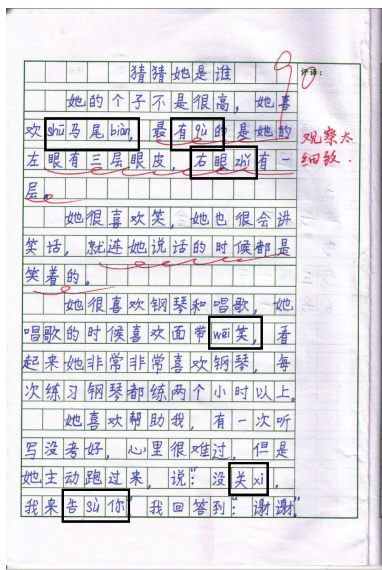 猜猜她是谁
90
评语:
她的个子不是很高，她喜
欢shū马尾biàn，最有qù的是她的
左眼有三层眼皮，右眼zhǐ有一
层。
观察太
细致.
她很喜欢笑，她也很会讲
笑话，就连她说话的时候都是
笑着的。
她很喜欢钢琴和唱歌，她
唱歌的时候喜欢面带wēi笑，看
起来她非常非常喜欢钢琴，每
次练习钢琴都练两个小时以上。
她喜欢帮助我，有一次听
写没考好，心里很难过，但是
她主动跑过来，说：“没关xi，
我来告sù你”我回答到：“谢谢”